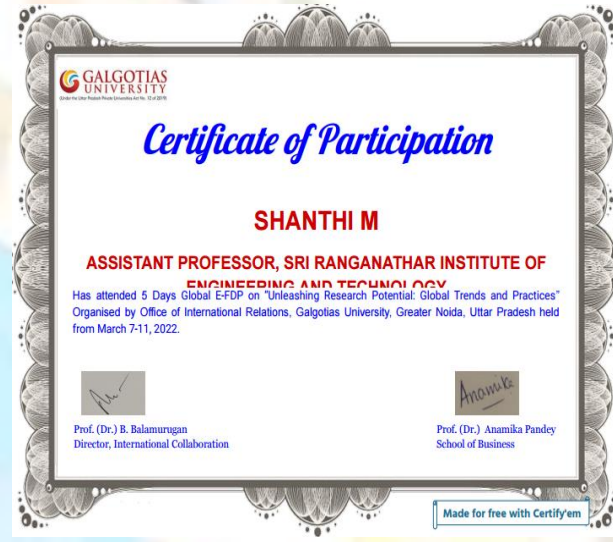 GALGOTIAS
UNIVERSITY
Certificate of Participation
SHANTHI M
ASSISTANT PROFESSOR, SRI RANGANATHAR INSTITUTE OF
ENGINEERING AND TECHNOLOGY
Has attended 5 Days Global E-FDP on "Unleashing Research Potential: Global Trends and Practices"
Organised by Office of International Relations, Galgotias University, Greater Noida, Uttar Pradesh held
from March 7-11, 2022.
Anamika
Prof. (Dr.) B. Balamurugan
Director, International Collaboration
Prof. (Dr.) Anamika Pandey
School of Business
Made for free with Certify'em